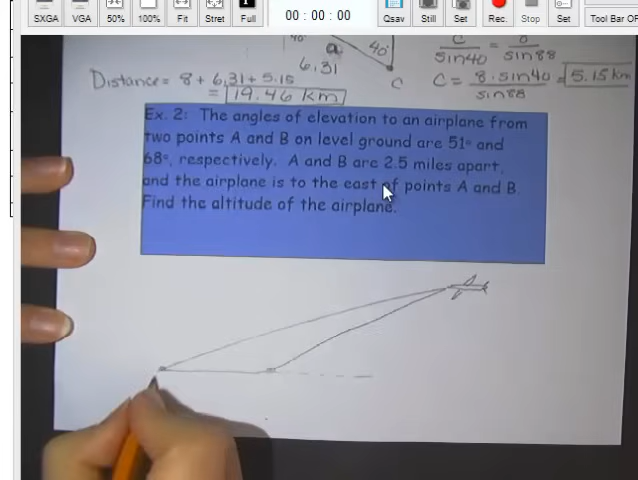 SXGA VGA 50% 100% Fit Stret Full 00 : 00 : 00 Qsav Still Set Rec. Stop Set Tool Bar OF
40°
a 40°
6.31
C
sin40 = sin88
Distance = 8 + 6.31 + 5.15
= 19.46 km
C = 8 · sin40 = 5.15 km
sin88
Ex. 2: The angles of elevation to an airplane from
two points A and B on level ground are 51° and
68°, respectively. A and B are 2.5 miles apart,
and the airplane is to the east of points A and B.
Find the altitude of the airplane.